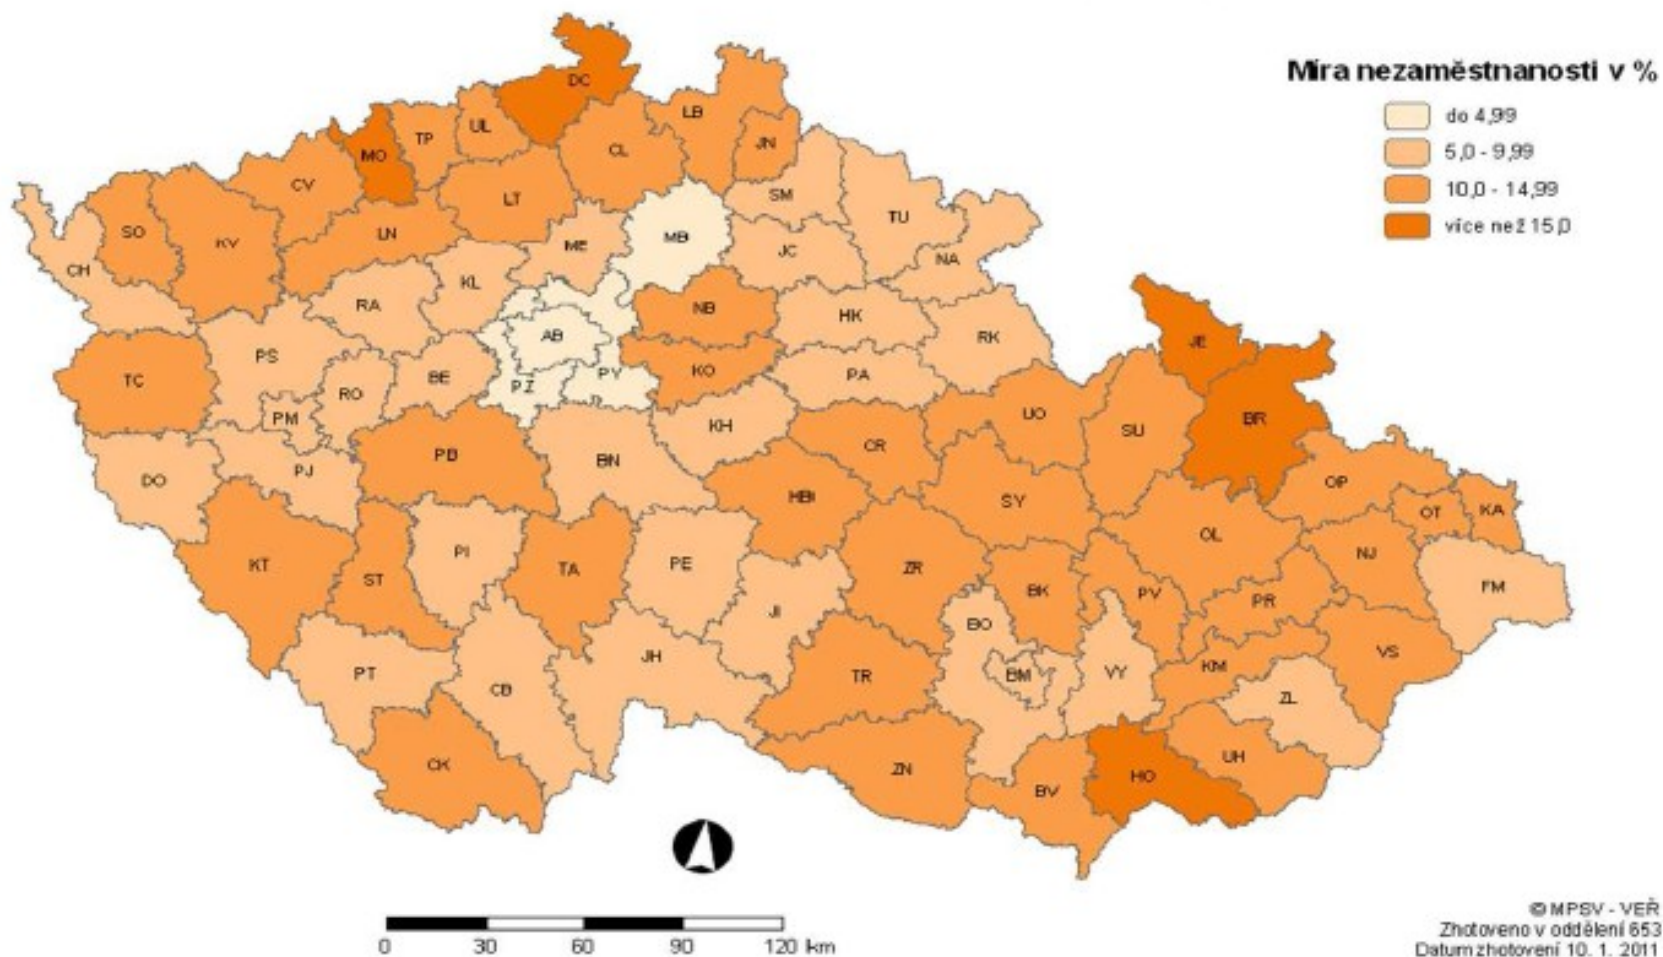 Míra nezaměstnanosti v %
do 4,99
5,0 - 9,99
10,0 - 14,99
více než 15,0
DC
LB
UL
TP
JN
MO
CL
CV
LT
SM
TU
SO
KV
LN
ME
MB
JC
NA
CH
KL
RA
NB
HK
RK
AB
JE
PS
TC
RO
BE
PZ
PY
KO
PA
PM
KH
UO
SU
BR
DO
PJ
PB
BN
CR
HB
SY
OP
OT
KA
KT
ST
PI
TA
PE
ZR
OL
NJ
FM
JI
BK
PV
PR
BO
PT
CB
JH
TR
BM
VY
KM
VS
ZL
CK
ZN
BV
HO
UH
0 30 60 90 120 km
© MPSV - VEŘ
Zhotoveno v oddělení 653
Datum zhotovení 10. 1. 2011